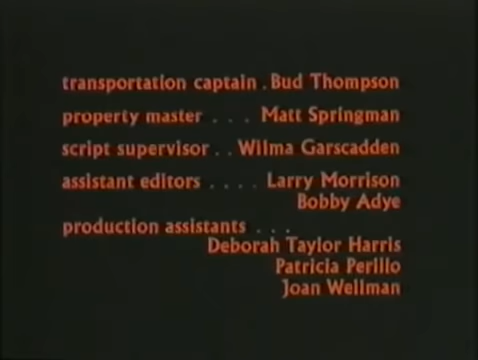 transportation captain . Bud Thompson
property master . . . Matt Springman
script supervisor . . Wilma Garscadden
assistant editors . . . . Larry Morrison
Bobby Adye
production assistants . . .
Deborah Taylor Harris
Patricia Perillo
Joan Wellman